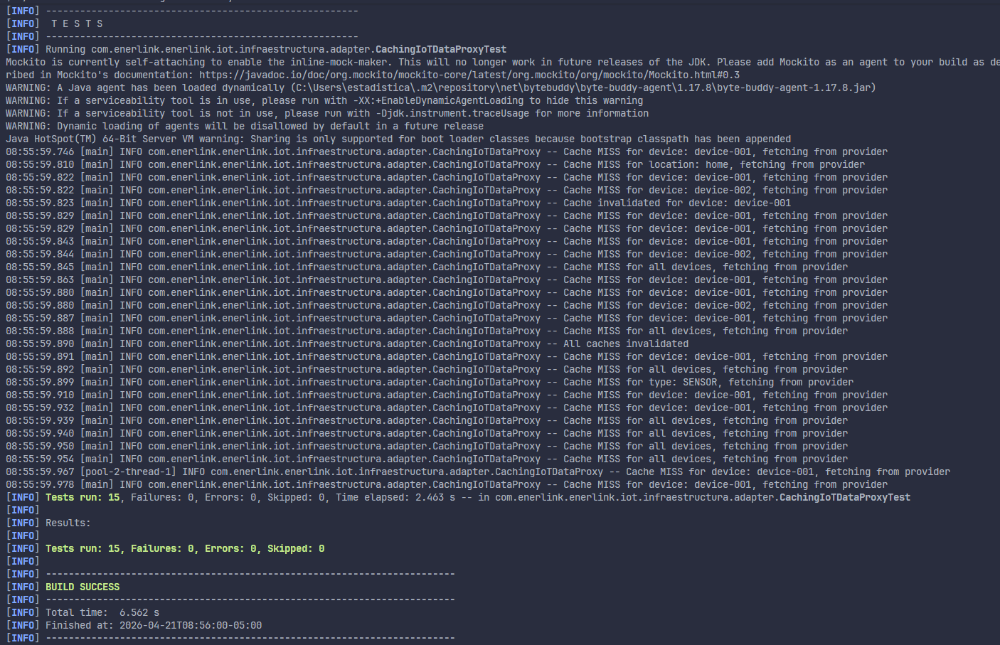 [INFO] -------------------------------------------------------
[INFO]  T E S T S
[INFO] -------------------------------------------------------
[INFO] Running com.enerlink.enerlink.iot.infraestructura.adapter.CachingIoTDataProxyTest
Mockito is currently self-attaching to enable the inline-mock-maker. This will no longer work in future releases of the JDK. Please add Mockito as an agent to your build as de
ribed in Mockito's documentation: https://javadoc.io/doc/org.mockito/mockito-core/latest/org.mockito/org/mockito/Mockito.html#0.3
WARNING: A Java agent has been loaded dynamically (C:\Users\estadistica\.m2\repository\net\bytebuddy\byte-buddy-agent\1.17.8\byte-buddy-agent-1.17.8.jar)
WARNING: If a serviceability tool is in use, please run with -XX:+EnableDynamicAgentLoading to hide this warning
WARNING: If a serviceability tool is not in use, please run with -Djdk.instrument.traceUsage for more information
WARNING: Dynamic loading of agents will be disallowed by default in a future release
Java HotSpot(TM) 64-Bit Server VM warning: Sharing is only supported for boot loader classes because bootstrap classpath has been appended
08:55:59.746 [main] INFO com.enerlink.enerlink.iot.infraestructura.adapter.CachingIoTDataProxy -- Cache MISS for device: device-001, fetching from provider
08:55:59.810 [main] INFO com.enerlink.enerlink.iot.infraestructura.adapter.CachingIoTDataProxy -- Cache MISS for location: home, fetching from provider
08:55:59.822 [main] INFO com.enerlink.enerlink.iot.infraestructura.adapter.CachingIoTDataProxy -- Cache MISS for device: device-001, fetching from provider
08:55:59.822 [main] INFO com.enerlink.enerlink.iot.infraestructura.adapter.CachingIoTDataProxy -- Cache MISS for device: device-002, fetching from provider
08:55:59.823 [main] INFO com.enerlink.enerlink.iot.infraestructura.adapter.CachingIoTDataProxy -- Cache invalidated for device: device-001
08:55:59.829 [main] INFO com.enerlink.enerlink.iot.infraestructura.adapter.CachingIoTDataProxy -- Cache MISS for device: device-001, fetching from provider
08:55:59.829 [main] INFO com.enerlink.enerlink.iot.infraestructura.adapter.CachingIoTDataProxy -- Cache MISS for device: device-001, fetching from provider
08:55:59.843 [main] INFO com.enerlink.enerlink.iot.infraestructura.adapter.CachingIoTDataProxy -- Cache MISS for device: device-001, fetching from provider
08:55:59.844 [main] INFO com.enerlink.enerlink.iot.infraestructura.adapter.CachingIoTDataProxy -- Cache MISS for device: device-002, fetching from provider
08:55:59.845 [main] INFO com.enerlink.enerlink.iot.infraestructura.adapter.CachingIoTDataProxy -- Cache MISS for all devices, fetching from provider
08:55:59.863 [main] INFO com.enerlink.enerlink.iot.infraestructura.adapter.CachingIoTDataProxy -- Cache MISS for device: device-001, fetching from provider
08:55:59.880 [main] INFO com.enerlink.enerlink.iot.infraestructura.adapter.CachingIoTDataProxy -- Cache MISS for device: device-001, fetching from provider
08:55:59.880 [main] INFO com.enerlink.enerlink.iot.infraestructura.adapter.CachingIoTDataProxy -- Cache MISS for device: device-002, fetching from provider
08:55:59.887 [main] INFO com.enerlink.enerlink.iot.infraestructura.adapter.CachingIoTDataProxy -- Cache MISS for device: device-001, fetching from provider
08:55:59.888 [main] INFO com.enerlink.enerlink.iot.infraestructura.adapter.CachingIoTDataProxy -- Cache MISS for all devices, fetching from provider
08:55:59.890 [main] INFO com.enerlink.enerlink.iot.infraestructura.adapter.CachingIoTDataProxy -- All caches invalidated
08:55:59.891 [main] INFO com.enerlink.enerlink.iot.infraestructura.adapter.CachingIoTDataProxy -- Cache MISS for device: device-001, fetching from provider
08:55:59.892 [main] INFO com.enerlink.enerlink.iot.infraestructura.adapter.CachingIoTDataProxy -- Cache MISS for all devices, fetching from provider
08:55:59.899 [main] INFO com.enerlink.enerlink.iot.infraestructura.adapter.CachingIoTDataProxy -- Cache MISS for type: SENSOR, fetching from provider
08:55:59.910 [main] INFO com.enerlink.enerlink.iot.infraestructura.adapter.CachingIoTDataProxy -- Cache MISS for device: device-001, fetching from provider
08:55:59.932 [main] INFO com.enerlink.enerlink.iot.infraestructura.adapter.CachingIoTDataProxy -- Cache MISS for device: device-001, fetching from provider
08:55:59.939 [main] INFO com.enerlink.enerlink.iot.infraestructura.adapter.CachingIoTDataProxy -- Cache MISS for all devices, fetching from provider
08:55:59.940 [main] INFO com.enerlink.enerlink.iot.infraestructura.adapter.CachingIoTDataProxy -- Cache MISS for all devices, fetching from provider
08:55:59.950 [main] INFO com.enerlink.enerlink.iot.infraestructura.adapter.CachingIoTDataProxy -- Cache MISS for all devices, fetching from provider
08:55:59.954 [main] INFO com.enerlink.enerlink.iot.infraestructura.adapter.CachingIoTDataProxy -- Cache MISS for all devices, fetching from provider
08:55:59.967 [pool-2-thread-1] INFO com.enerlink.enerlink.iot.infraestructura.adapter.CachingIoTDataProxy -- Cache MISS for device: device-001, fetching from provider
08:55:59.978 [main] INFO com.enerlink.enerlink.iot.infraestructura.adapter.CachingIoTDataProxy -- Cache MISS for device: device-001, fetching from provider
[INFO] Tests run: 15, Failures: 0, Errors: 0, Skipped: 0, Time elapsed: 2.463 s -- in com.enerlink.enerlink.iot.infraestructura.adapter.CachingIoTDataProxyTest
[INFO]
[INFO] Results:
[INFO]
[INFO] Tests run: 15, Failures: 0, Errors: 0, Skipped: 0
[INFO]
[INFO] ------------------------------------------------------------------------
[INFO] BUILD SUCCESS
[INFO] ------------------------------------------------------------------------
[INFO] Total time:  6.562 s
[INFO] Finished at: 2026-04-21T08:56:00-05:00
[INFO] ------------------------------------------------------------------------